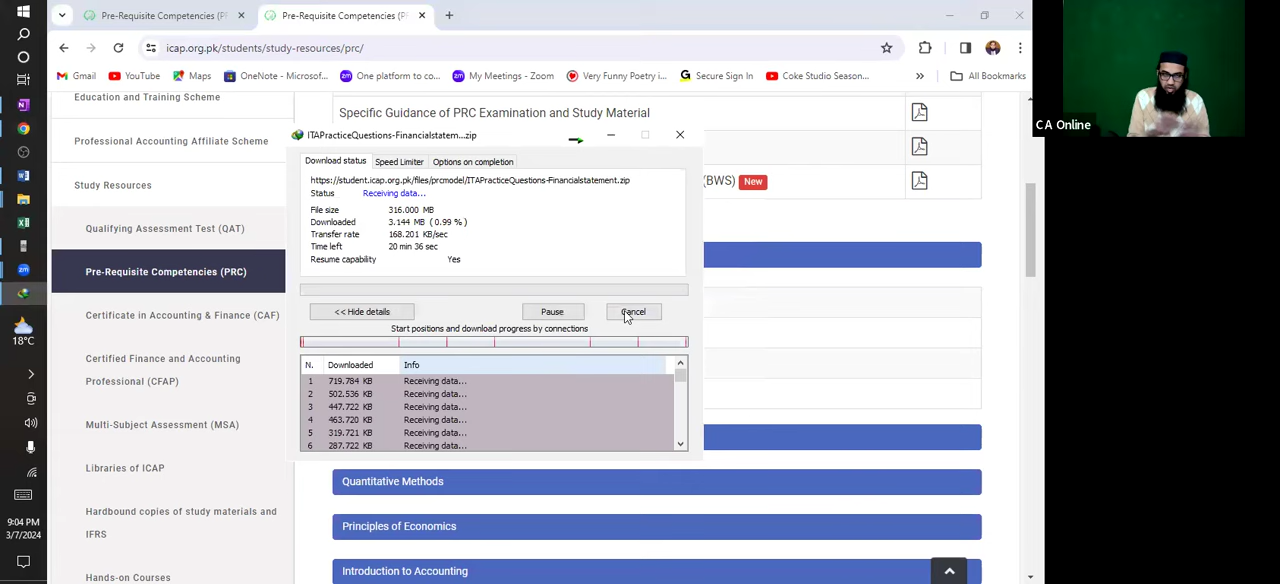 Pre-Requisite Competencies (PR
Pre-Requisite Competencies (PRC
icap.org.pk/students/study-resources/prc/
Gmail
YouTube
Maps
OneNote - Microsof...
One platform to co...
My Meetings - Zoom
Very Funny Poetry i...
Secure Sign In
Coke Studio Season...
»
All Bookmarks
Education and Training Scheme
Professional Accounting Affiliate Scheme
Study Resources
Qualifying Assessment Test (QAT)
Pre-Requisite Competencies (PRC)
Certificate in Accounting & Finance (CAF)
Certified Finance and Accounting
Professional (CFAP)
Multi-Subject Assessment (MSA)
Libraries of ICAP
Hardbound copies of study materials and
IFRS
Hands-on Courses
Specific Guidance of PRC Examination and Study Material
(BWS) New
ITAPracticeQuestions-Financialstatem...zip
Download status
Speed Limiter
Options on completion
https://student.icap.org.pk/files/prcmodel/ITAPracticeQuestions-Financialstatement.zip
Status Receiving data...
File size 316.000 MB
Downloaded 3.144 MB ( 0.99 % )
Transfer rate 168.201 KB/sec
Time left 20 min 36 sec
Resume capability Yes
<< Hide details
Pause
Cancel
Start positions and download progress by connections
N. Downloaded Info
1 719.784 KB Receiving data...
2 502.536 KB Receiving data...
3 447.722 KB Receiving data...
4 463.720 KB Receiving data...
5 319.721 KB Receiving data...
6 287.722 KB Receiving data...
Quantitative Methods
Principles of Economics
Introduction to Accounting
C A Online
18°C
9:04 PM
3/7/2024